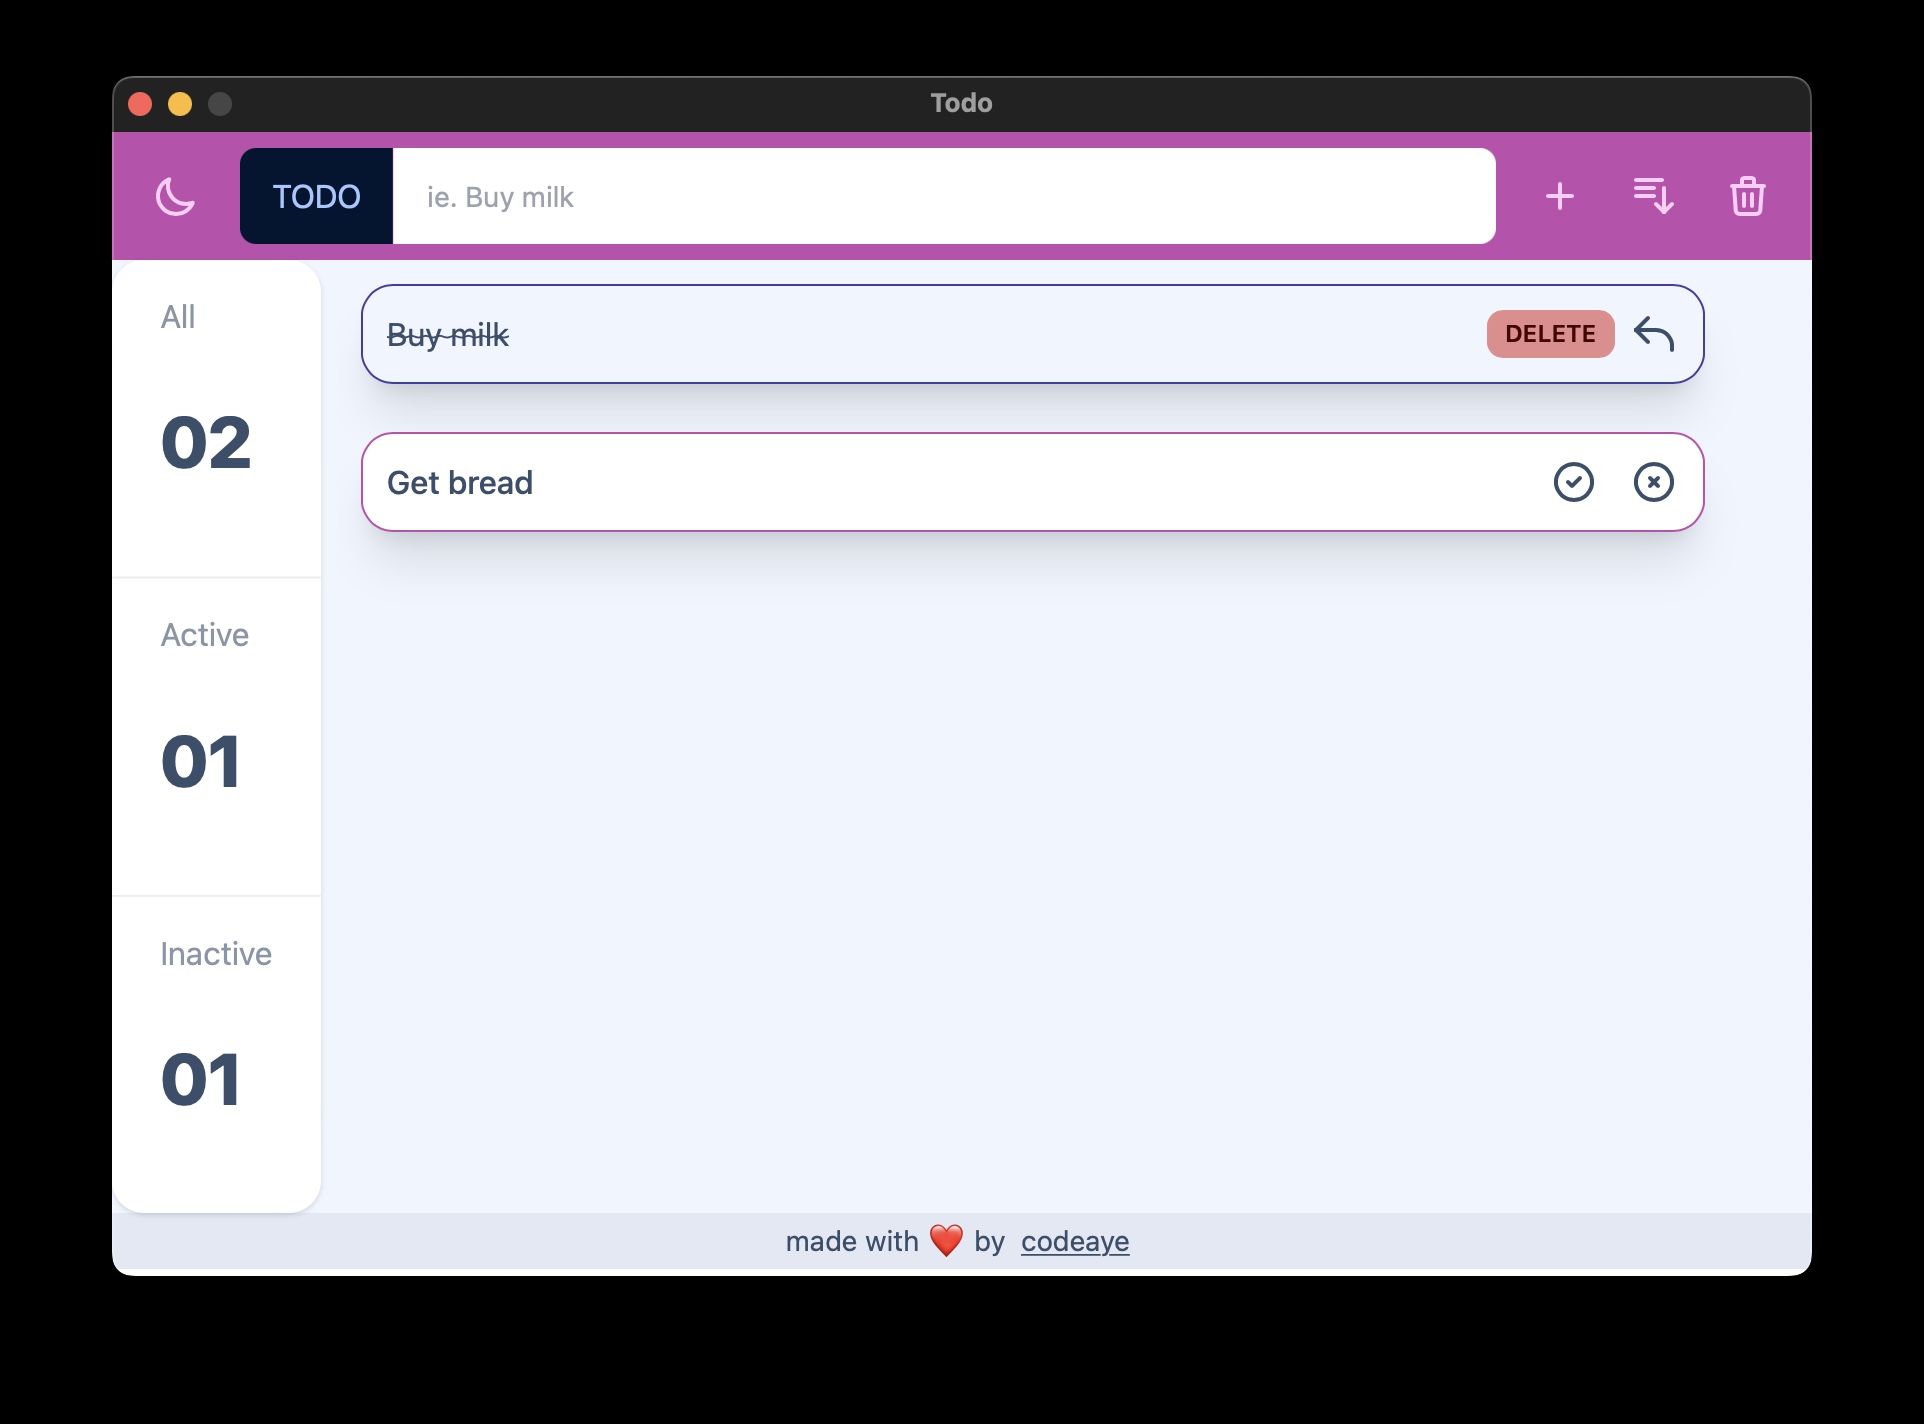 Todo
TODO
ie. Buy milk
All
02
Buy milk
DELETE
Get bread
Active
01
Inactive
01
made with ❤️ by codeaye